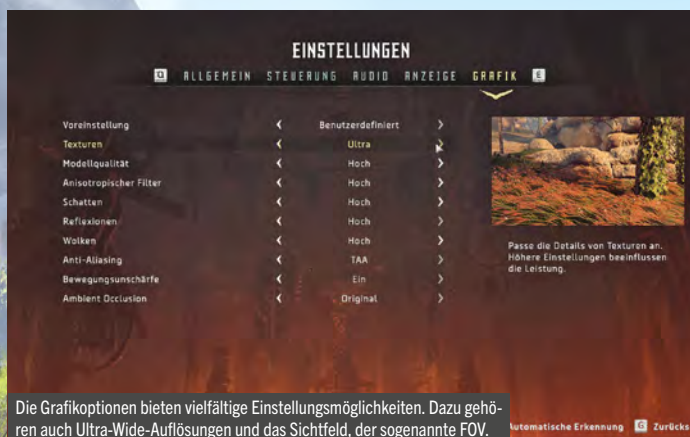 EINSTELLUNGEN
Q ALLGEMEIN STEUERUNG AUDIO ANZEIGE GRAFIK E
Voreinstellung Benutzerdefiniert
Texturen Ultra
Modellqualität Hoch
Anisotropischer Filter Hoch
Schatten Hoch
Reflexionen Hoch
Wolken Hoch
Anti-Aliasing TAA
Bewegungsunschärfe Ein
Ambient Occlusion Original
Passe die Details von Texturen an.
Höhere Einstellungen beeinflussen
die Leistung.
Automatische Erkennung G Zurücks
Die Grafikoptionen bieten vielfältige Einstellungsmöglichkeiten. Dazu gehö-
ren auch Ultra-Wide-Auflösungen und das Sichtfeld, der sogenannte FOV.